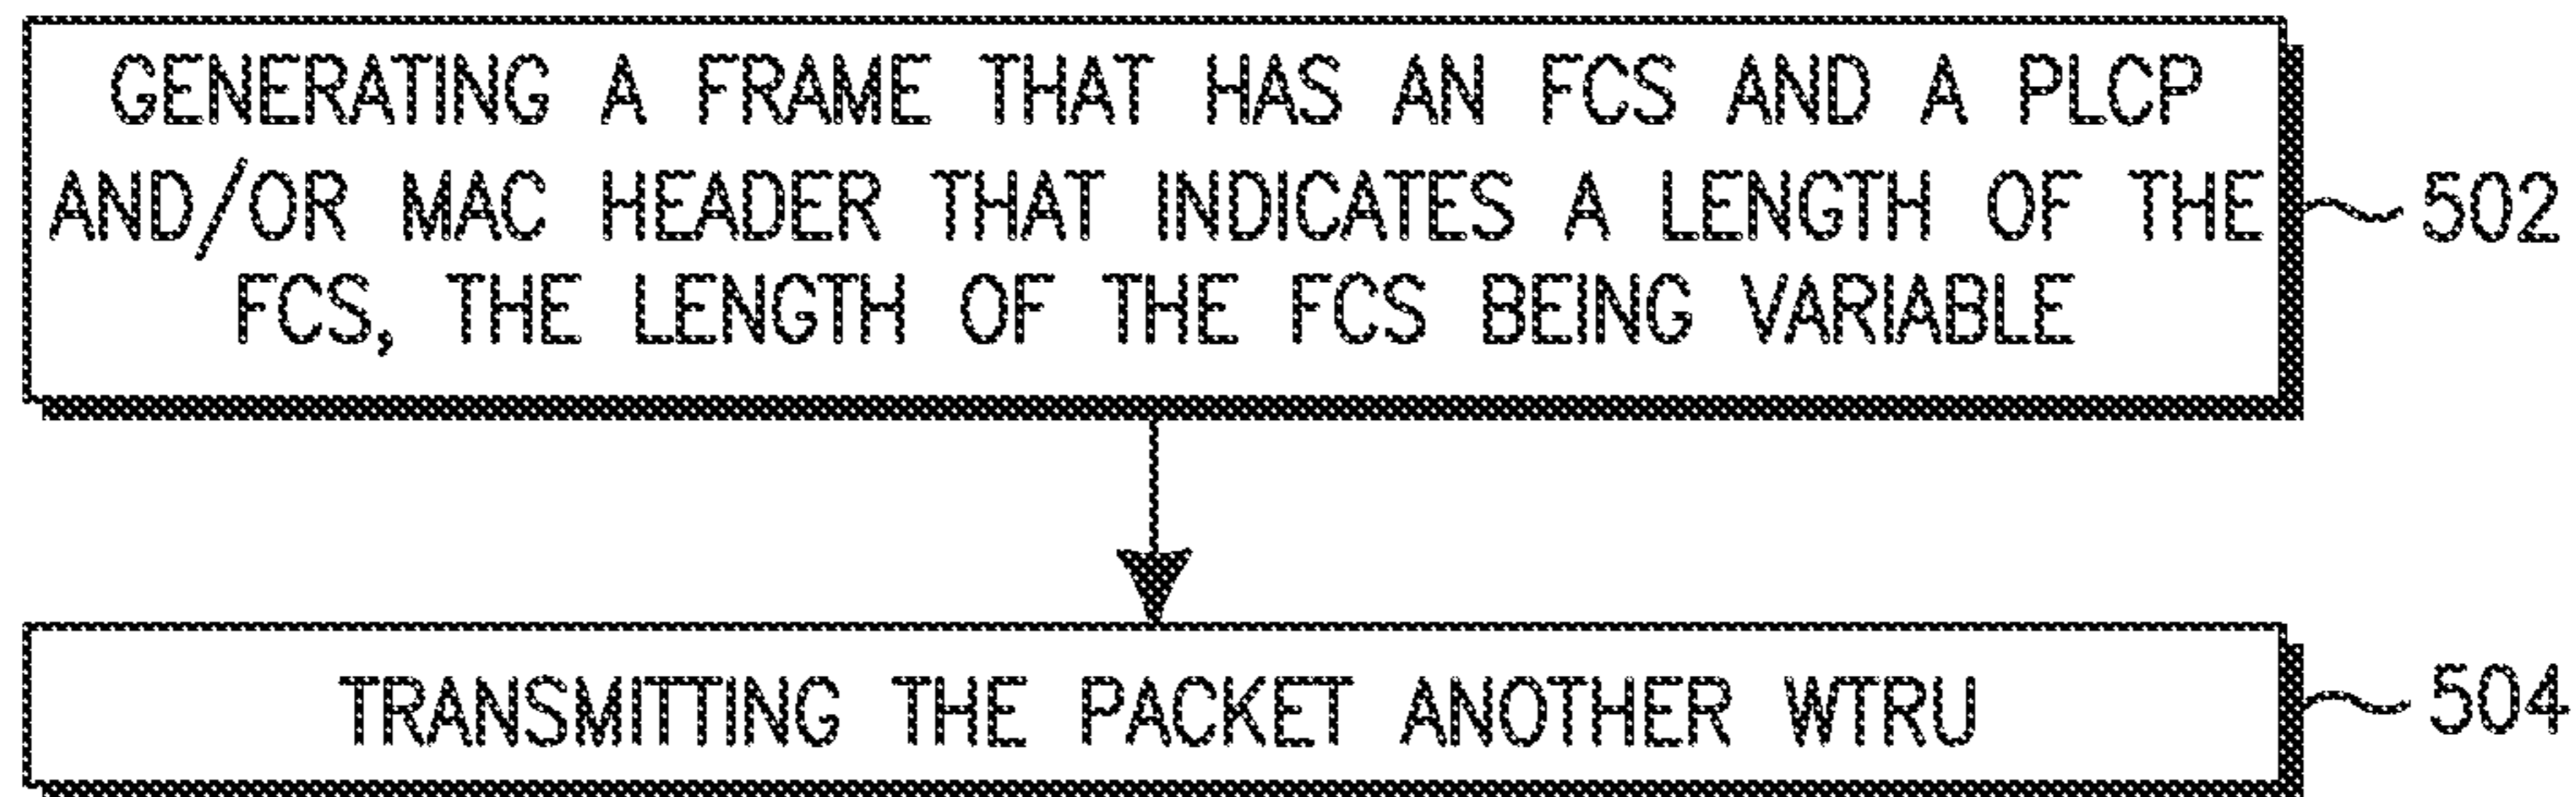 GENERATING A FRAME THAT HAS AN FCS AND A PLCP
AND/OR MAC HEADER THAT INDICATES A LENGTH OF THE
FCS, THE LENGTH OF THE FCS BEING VARIABLE
502
TRANSMITTING THE PACKET ANOTHER WTRU
504